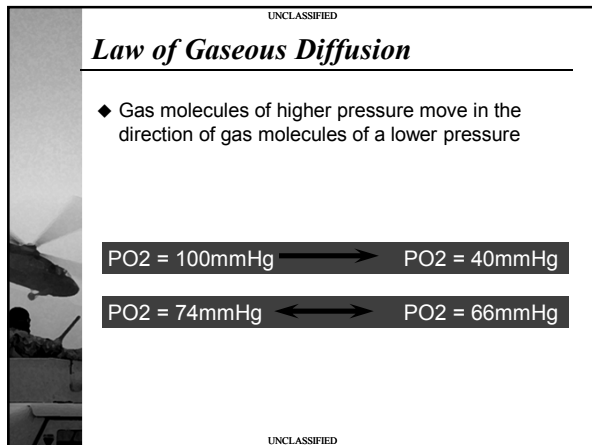 UNCLASSIFIED
Law of Gaseous Diffusion
◆ Gas molecules of higher pressure move in the
direction of gas molecules of a lower pressure
PO2 = 100mmHg PO2 = 40mmHg
PO2 = 74mmHg PO2 = 66mmHg
UNCLASSIFIED